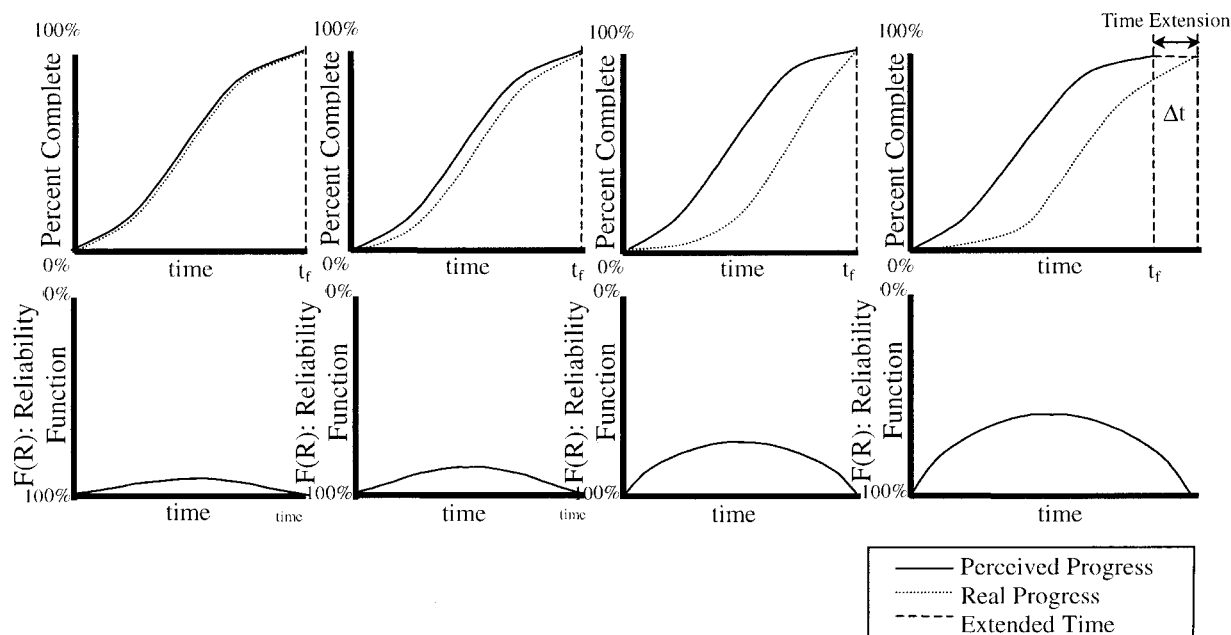 Time Extension
100%
100%
100%
100%
Percent Complete
Percent Complete
Percent Complete
Percent Complete
Δt
0%
time
t_f
0%
time
t_f
0%
time
t_f
0%
time
t_f
0%
0%
0%
0%
F(R): Reliability
Function
F(R): Reliability
Function
F(R): Reliability
Function
F(R): Reliability
Function
100%
100%
00%
100%
time
time
time
time
time
time
Perceived Progress
Real Progress
Extended Time